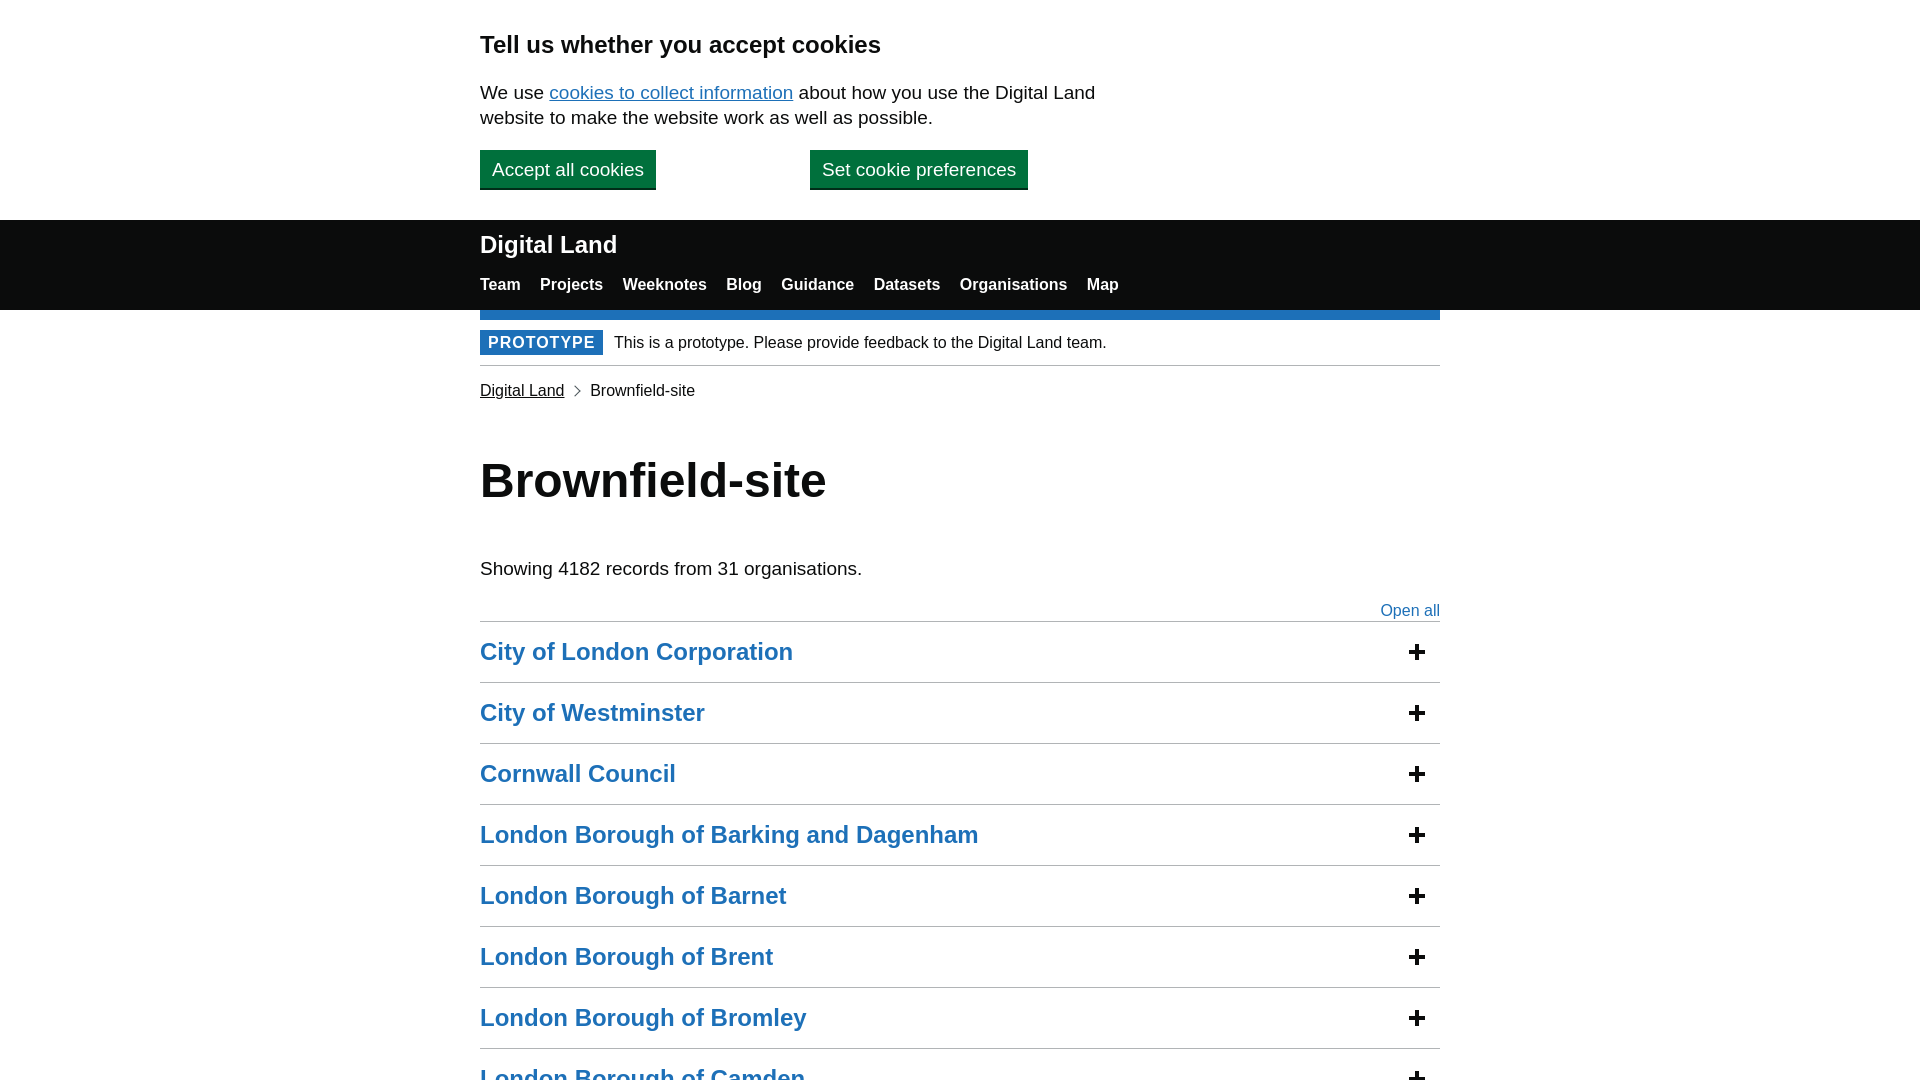 Tell us whether you accept cookies
We use cookies to collect information about how you use the Digital Land
website to make the website work as well as possible.
Accept all cookies
Set cookie preferences
Digital Land
Team Projects Weeknotes Blog Guidance Datasets Organisations Map
PROTOTYPE This is a prototype. Please provide feedback to the Digital Land team.
Digital Land Brownfield-site
Brownfield-site
Showing 4182 records from 31 organisations.
Open all
City of London Corporation
City of Westminster
Cornwall Council
London Borough of Barking and Dagenham
London Borough of Barnet
London Borough of Brent
London Borough of Bromley
London Borough of Camden